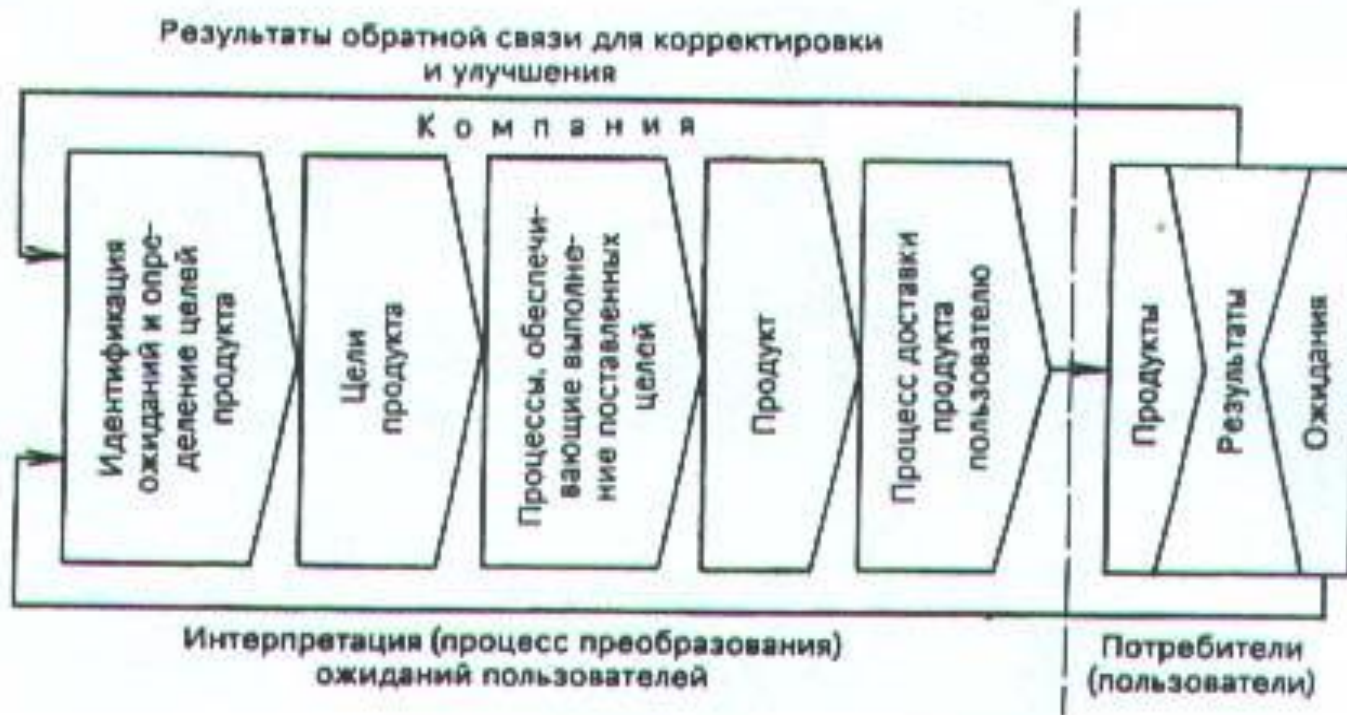 Результаты обратной связи для корректировки
и улучшения
Компания
Идентификация
ожиданий и опре-
деление целей
продукта
Цели
продукта
Процессы, обеспечи-
вающие выполне-
ние поставленных
целей
Продукт
Процесс доставки
продукта
пользователю
Продукты
Результаты
Ожидания
Интерпретация (процесс преобразования)
ожиданий пользователей
Потребители
(пользователи)